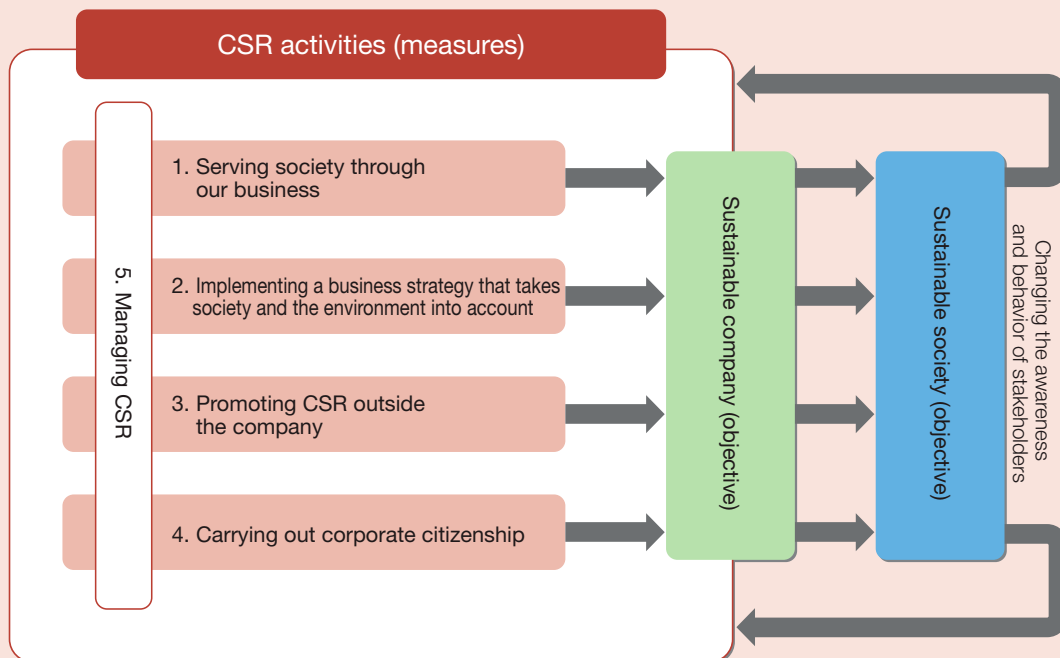 CSR activities (measures)
5. Managing CSR
1. Serving society through
our business
2. Implementing a business strategy that takes
society and the environment into account
3. Promoting CSR outside
the company
4. Carrying out corporate citizenship
Sustainable company (objective)
Sustainable society (objective)
Changing the awareness
and behavior of stakeholders